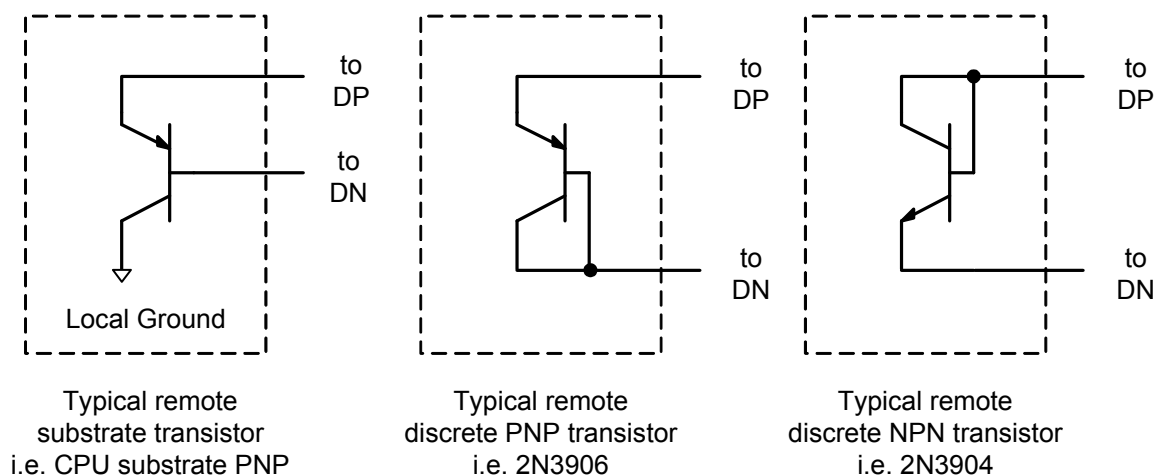 to
DP
to
DN
Local Ground
Typical remote
substrate transistor
i.e. CPU substrate PNP
to
DP
to
DN
Typical remote
discrete PNP transistor
i.e. 2N3906
to
DP
to
DN
Typical remote
discrete NPN transistor
i.e. 2N3904